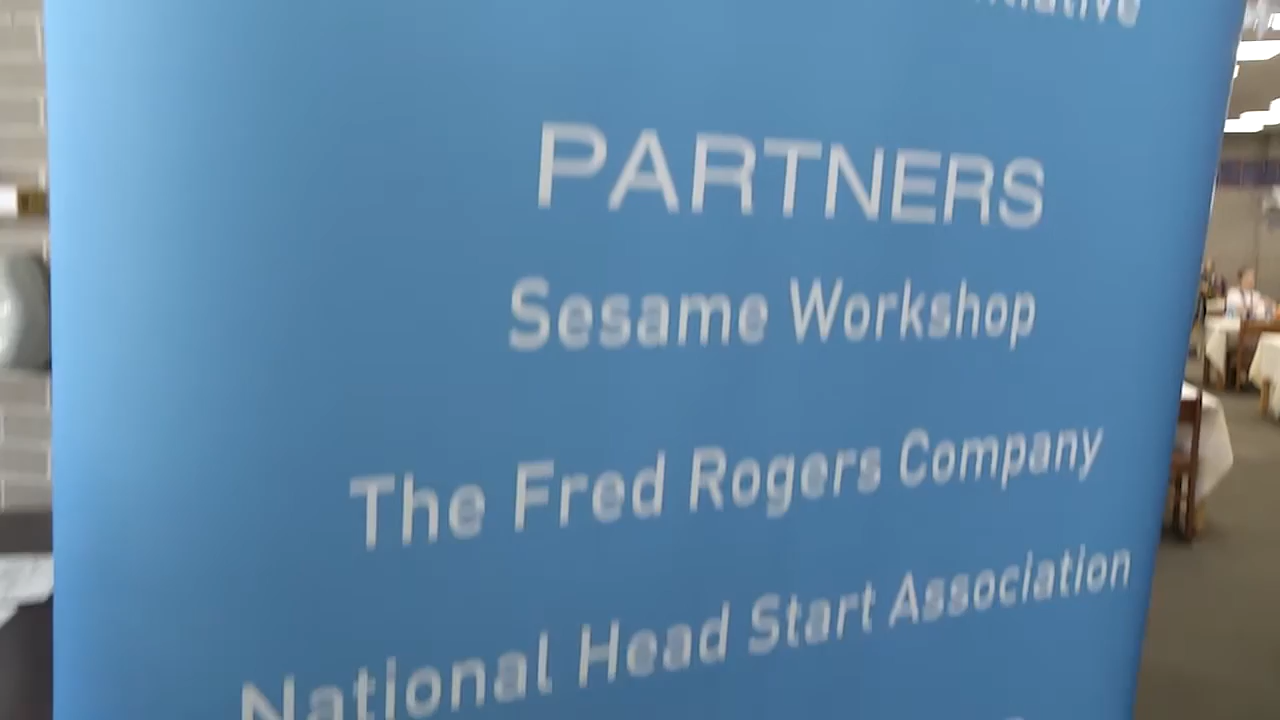 PARTNERS
Sesame Workshop
The Fred Rogers Company
National Head Start Association